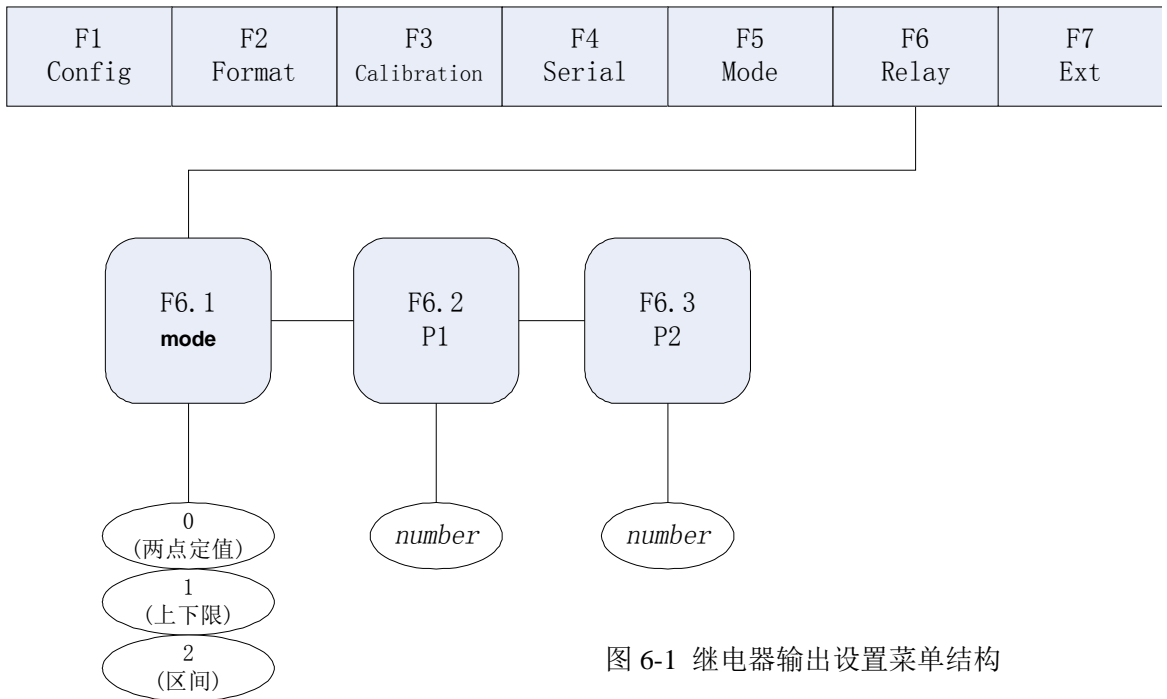 F1
Config
F2
Format
F3
Calibration
F4
Serial
F5
Mode
F6
Relay
F7
Ext
F6.1
mode
F6.2
P1
F6.3
P2
0
(两点定值)
1
(上下限)
2
(区间)
number
number
图 6-1 继电器输出设置菜单结构